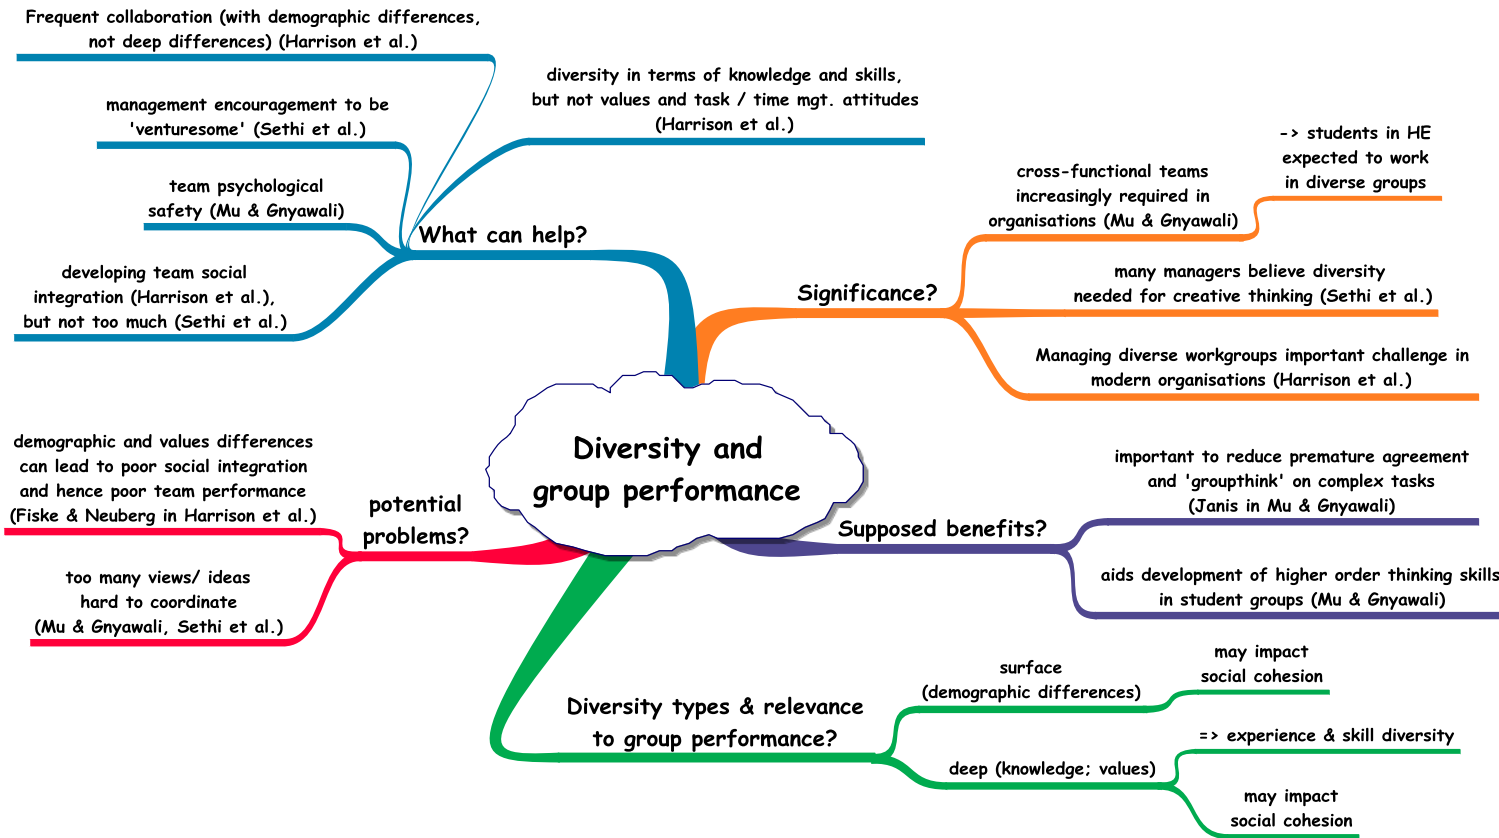 Diversity and
group performance
What can help?
Frequent collaboration (with demographic differences,
not deep differences) (Harrison et al.)
diversity in terms of knowledge and skills,
but not values and task / time mgt. attitudes
(Harrison et al.)
management encouragement to be
'venturesome' (Sethi et al.)
team psychological
safety (Mu & Gnyawali)
developing team social
integration (Harrison et al.),
but not too much (Sethi et al.)
Significance?
cross-functional teams
increasingly required in
organisations (Mu & Gnyawali)
-> students in HE
expected to work
in diverse groups
many managers believe diversity
needed for creative thinking (Sethi et al.)
Managing diverse workgroups important challenge in
modern organisations (Harrison et al.)
Supposed benefits?
important to reduce premature agreement
and 'groupthink' on complex tasks
(Janis in Mu & Gnyawali)
aids development of higher order thinking skills
in student groups (Mu & Gnyawali)
Diversity types & relevance
to group performance?
surface
(demographic differences)
may impact
social cohesion
deep (knowledge; values)
=> experience & skill diversity
may impact
social cohesion
potential
problems?
demographic and values differences
can lead to poor social integration
and hence poor team performance
(Fiske & Neuberg in Harrison et al.)
too many views/ ideas
hard to coordinate
(Mu & Gnyawali, Sethi et al.)